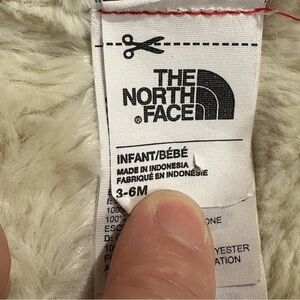 THE
NORTH
FACE
INFANT/BÉBÉ
MADE IN INDONESIA
FABRIQUÉ EN INDONÉSIE
3-6M